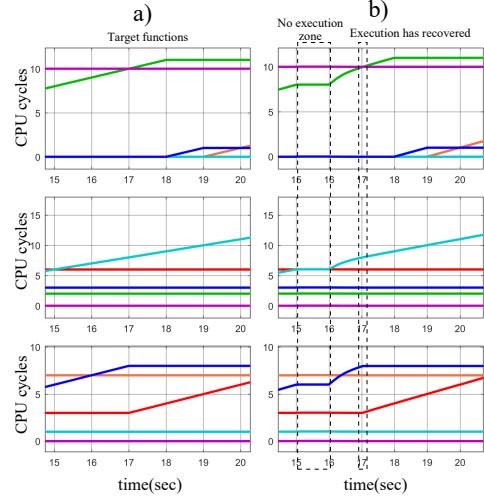 a)
b)
Target functions
No execution
zone
Execution has recovered
CPU cycles
10
5
0
15 16 17 18 19 20
15 16 17 18 19 20
10
5
0
CPU cycles
15
10
5
0
15 16 17 18 19 20
15
10
5
0
15 16 17 18 19 20
CPU cycles
10
5
0
15 16 17 18 19 20
10
5
0
15 16 17 18 19 20
time(sec)
time(sec)